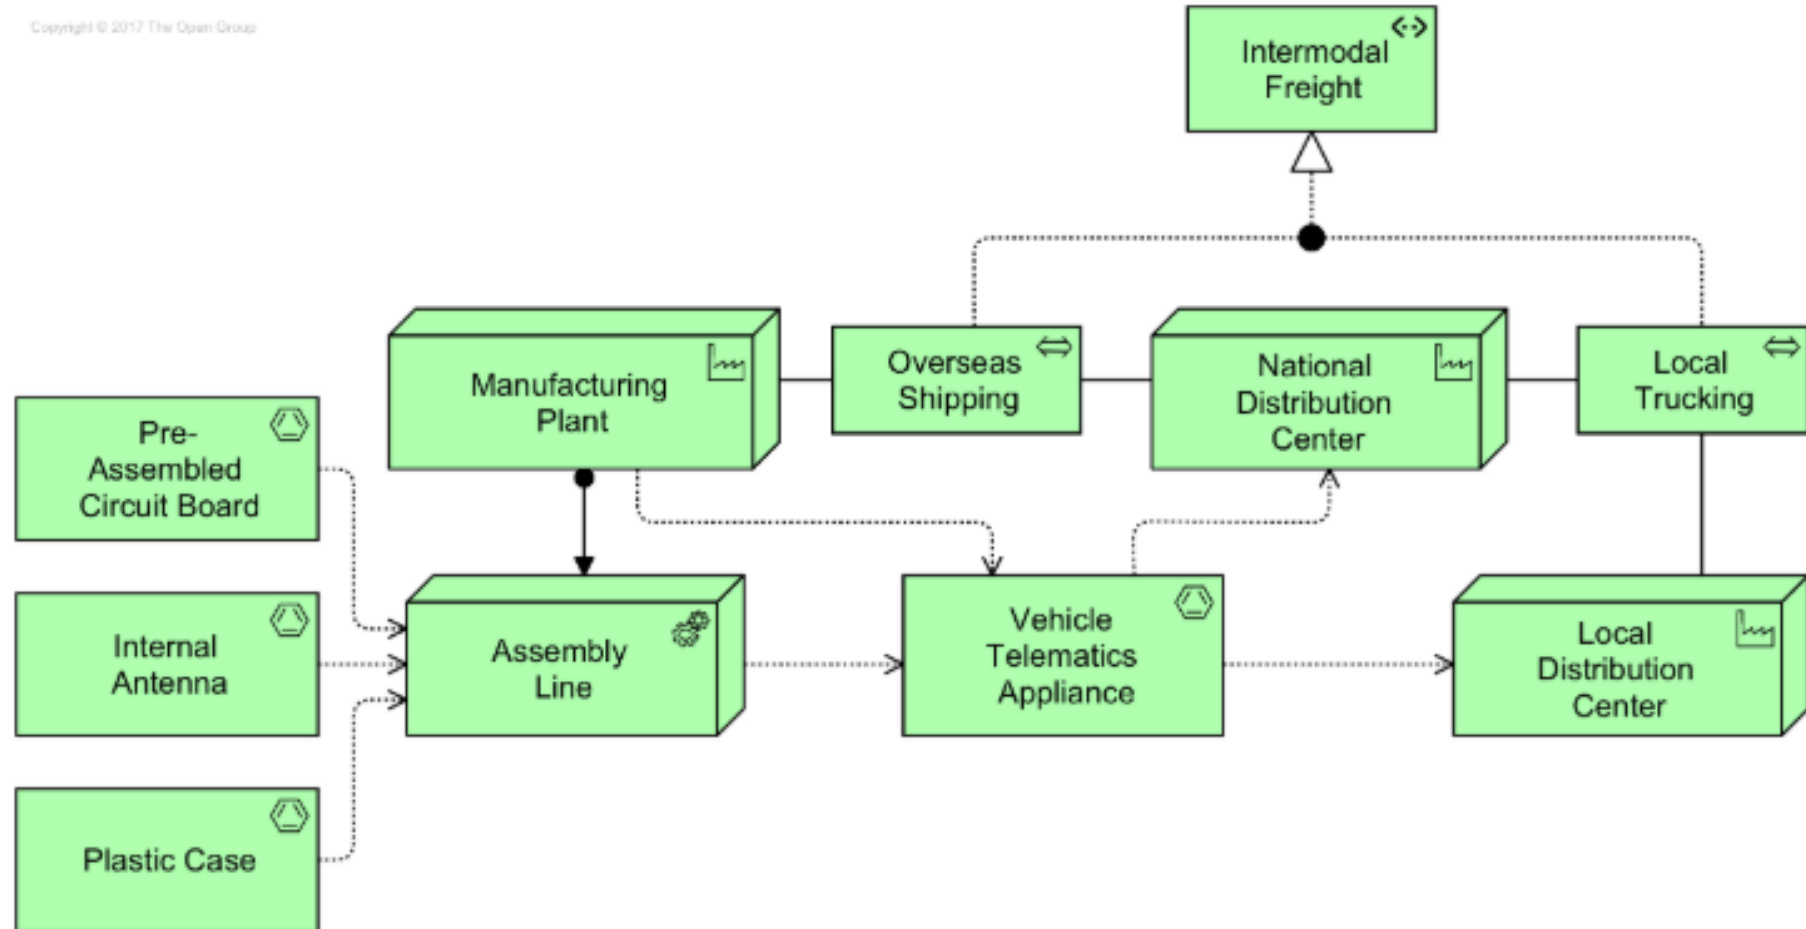 Copyright © 2017 The Open Group
Intermodal
Freight
Manufacturing
Plant
Overseas
Shipping
National
Distribution
Center
Local
Trucking
Pre-
Assembled
Circuit Board
Internal
Antenna
Plastic Case
Assembly
Line
Vehicle
Telematics
Appliance
Local
Distribution
Center